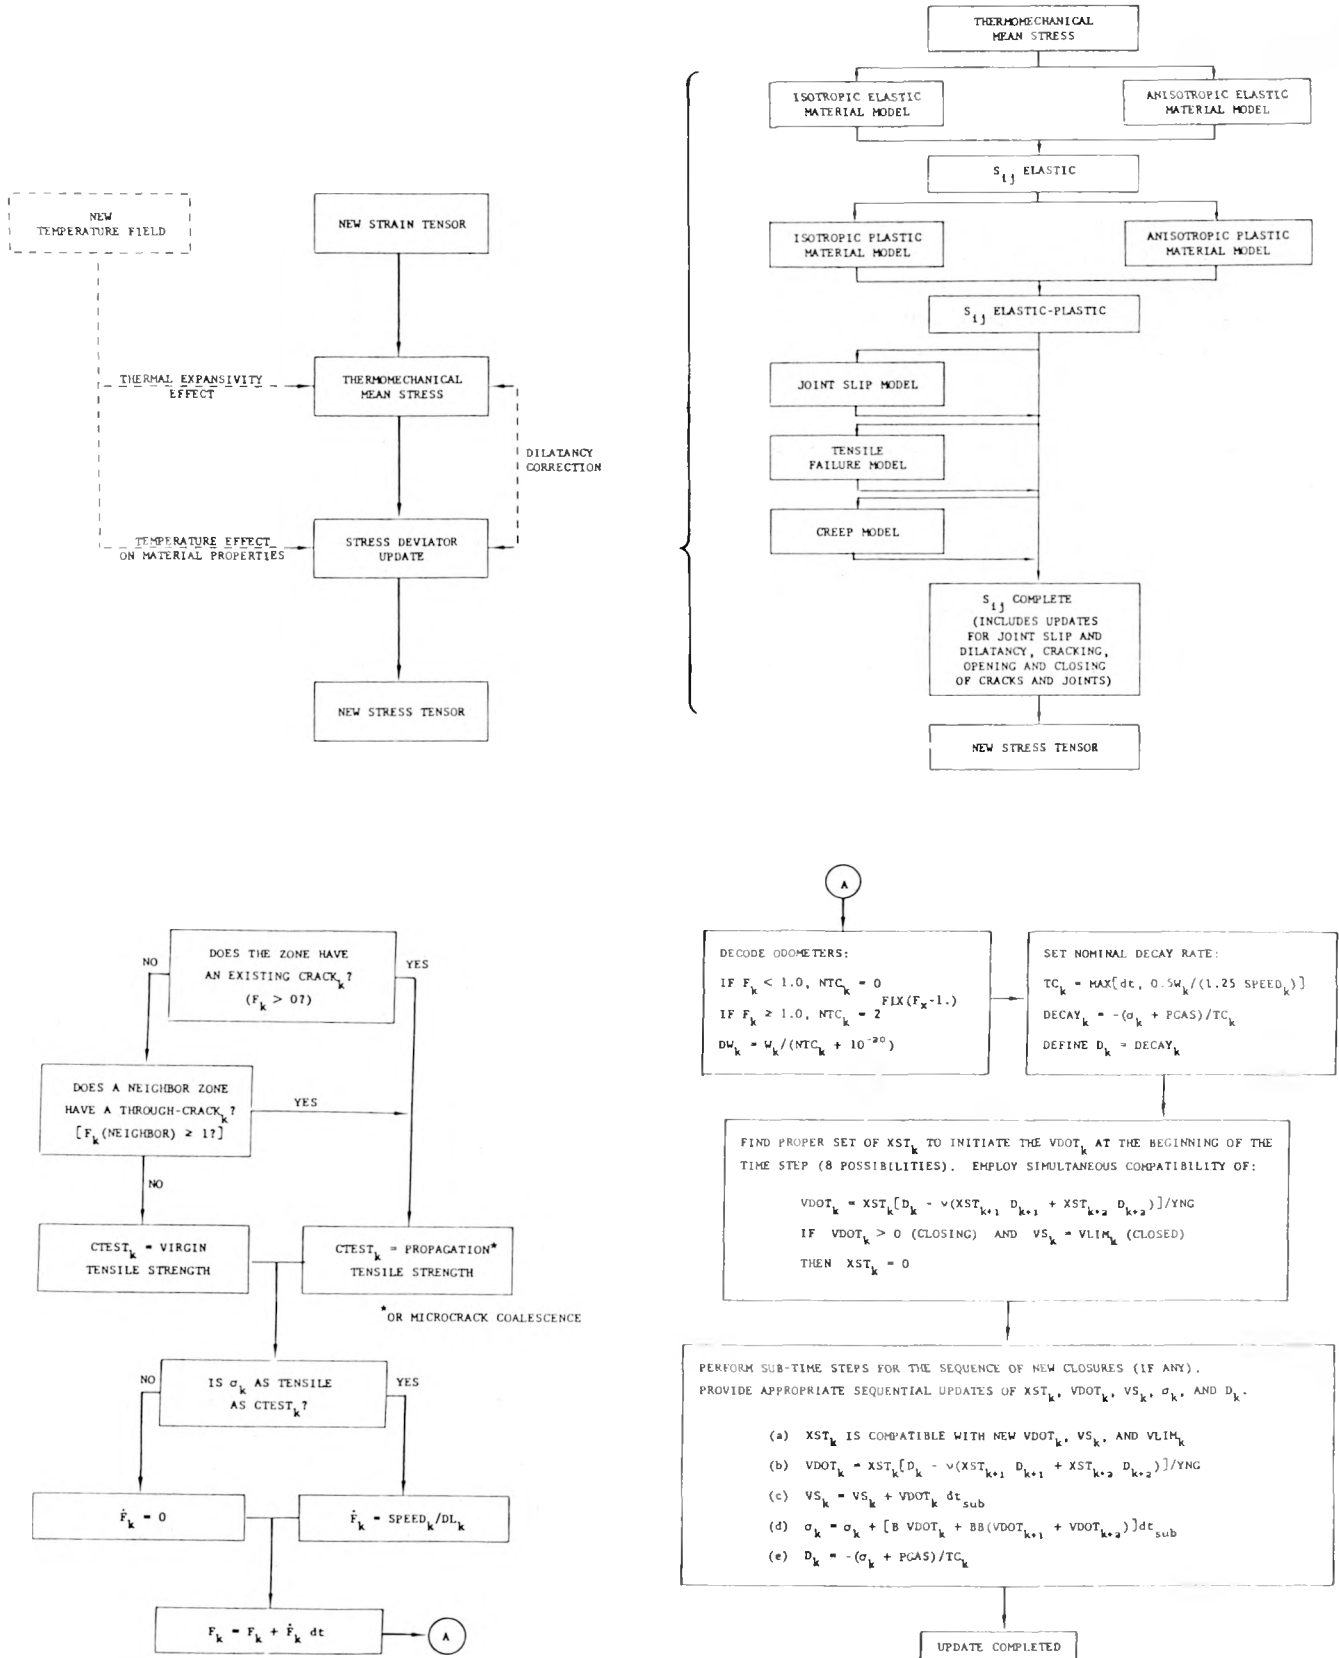 NEW
TEMPERATURE FIELD
NEW STRAIN TENSOR
THERMAL EXPANSIVITY
EFFECT
THERMOMECHANICAL
MEAN STRESS
DILATANCY
CORRECTION
TEMPERATURE EFFECT
ON MATERIAL PROPERTIES
STRESS DEVIATOR
UPDATE
NEW STRESS TENSOR
THERMOMECHANICAL
MEAN STRESS
ISOTROPIC ELASTIC
MATERIAL MODEL
ANISOTROPIC ELASTIC
MATERIAL MODEL
S_ij ELASTIC
ISOTROPIC PLASTIC
MATERIAL MODEL
ANISOTROPIC PLASTIC
MATERIAL MODEL
S_ij ELASTIC-PLASTIC
JOINT SLIP MODEL
TENSILE
FAILURE MODEL
CREEP MODEL
S_ij COMPLETE
(INCLUDES UPDATES
FOR JOINT SLIP AND
DILATANCY, CRACKING,
OPENING AND CLOSING
OF CRACKS AND JOINTS)
NEW STRESS TENSOR
DOES THE ZONE HAVE
AN EXISTING CRACK_k?
(F_k > 0?)
NO
YES
DOES A NEIGHBOR ZONE
HAVE A THROUGH-CRACK_k?
[F_k(NEIGHBOR) ≥ 1?]
YES
NO
CTEST_k = VIRGIN
TENSILE STRENGTH
CTEST_k = PROPAGATION*
TENSILE STRENGTH
*OR MICROCRACK COALESCENCE
NO
IS σ_k AS TENSILE
AS CTEST_k?
YES
Ḟ_k = 0
Ḟ_k = SPEED_k/DL_k
F_k = F_k + Ḟ_k dt
A
A
DECODE ODOMETERS:
IF F_k < 1.0, NTC_k = 0
IF F_k ≥ 1.0, NTC_k = 2^FIX(F_x-1.)
DW_k = W_k/(NTC_k + 10^-20)
SET NOMINAL DECAY RATE:
TC_k = MAX[dt, 0.5W_k/(1.25 SPEED_k)]
DECAY_k = -(σ_k + PGAS)/TC_k
DEFINE D_k = DECAY_k
FIND PROPER SET OF XST_k TO INITIATE THE VDOT_k AT THE BEGINNING OF THE
TIME STEP (8 POSSIBILITIES). EMPLOY SIMULTANEOUS COMPATIBILITY OF:
VDOT_k = XST_k[D_k - ν(XST_k+1 D_k+1 + XST_k+2 D_k+2)]/YNG
IF VDOT_k > 0 (CLOSING) AND VS_k = VLIM_k (CLOSED)
THEN XST_k = 0
PERFORM SUB-TIME STEPS FOR THE SEQUENCE OF NEW CLOSURES (IF ANY).
PROVIDE APPROPRIATE SEQUENTIAL UPDATES OF XST_k, VDOT_k, VS_k, σ_k, AND D_k.
(a) XST_k IS COMPATIBLE WITH NEW VDOT_k, VS_k, AND VLIM_k
(b) VDOT_k = XST_k[D_k - ν(XST_k+1 D_k+1 + XST_k+2 D_k+2)]/YNG
(c) VS_k = VS_k + VDOT_k dt_sub
(d) σ_k = σ_k + [B VDOT_k + BB(VDOT_k+1 + VDOT_k+2)]dt_sub
(e) D_k = -(σ_k + PGAS)/TC_k
UPDATE COMPLETED